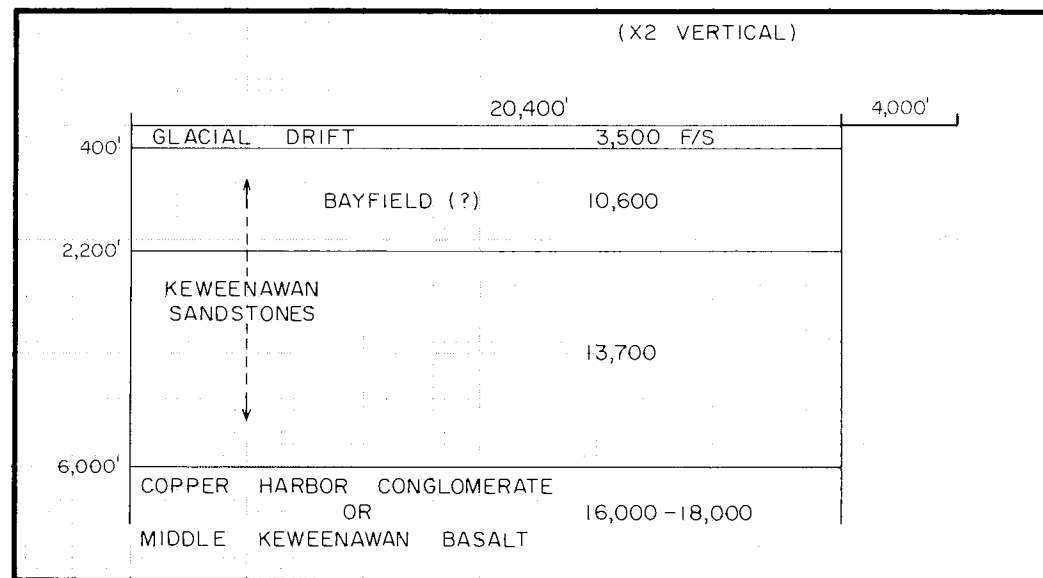 (X2 VERTICAL)
20,400' 4,000'
GLACIAL DRIFT 3,500 F/S
400'
BAYFIELD (?) 10,600
2,200'
KEWEENAWAN
SANDSTONES
13,700
6,000'
COPPER HARBOR CONGLOMERATE
OR 16,000-18,000
MIDDLE KEWEENAWAN BASALT